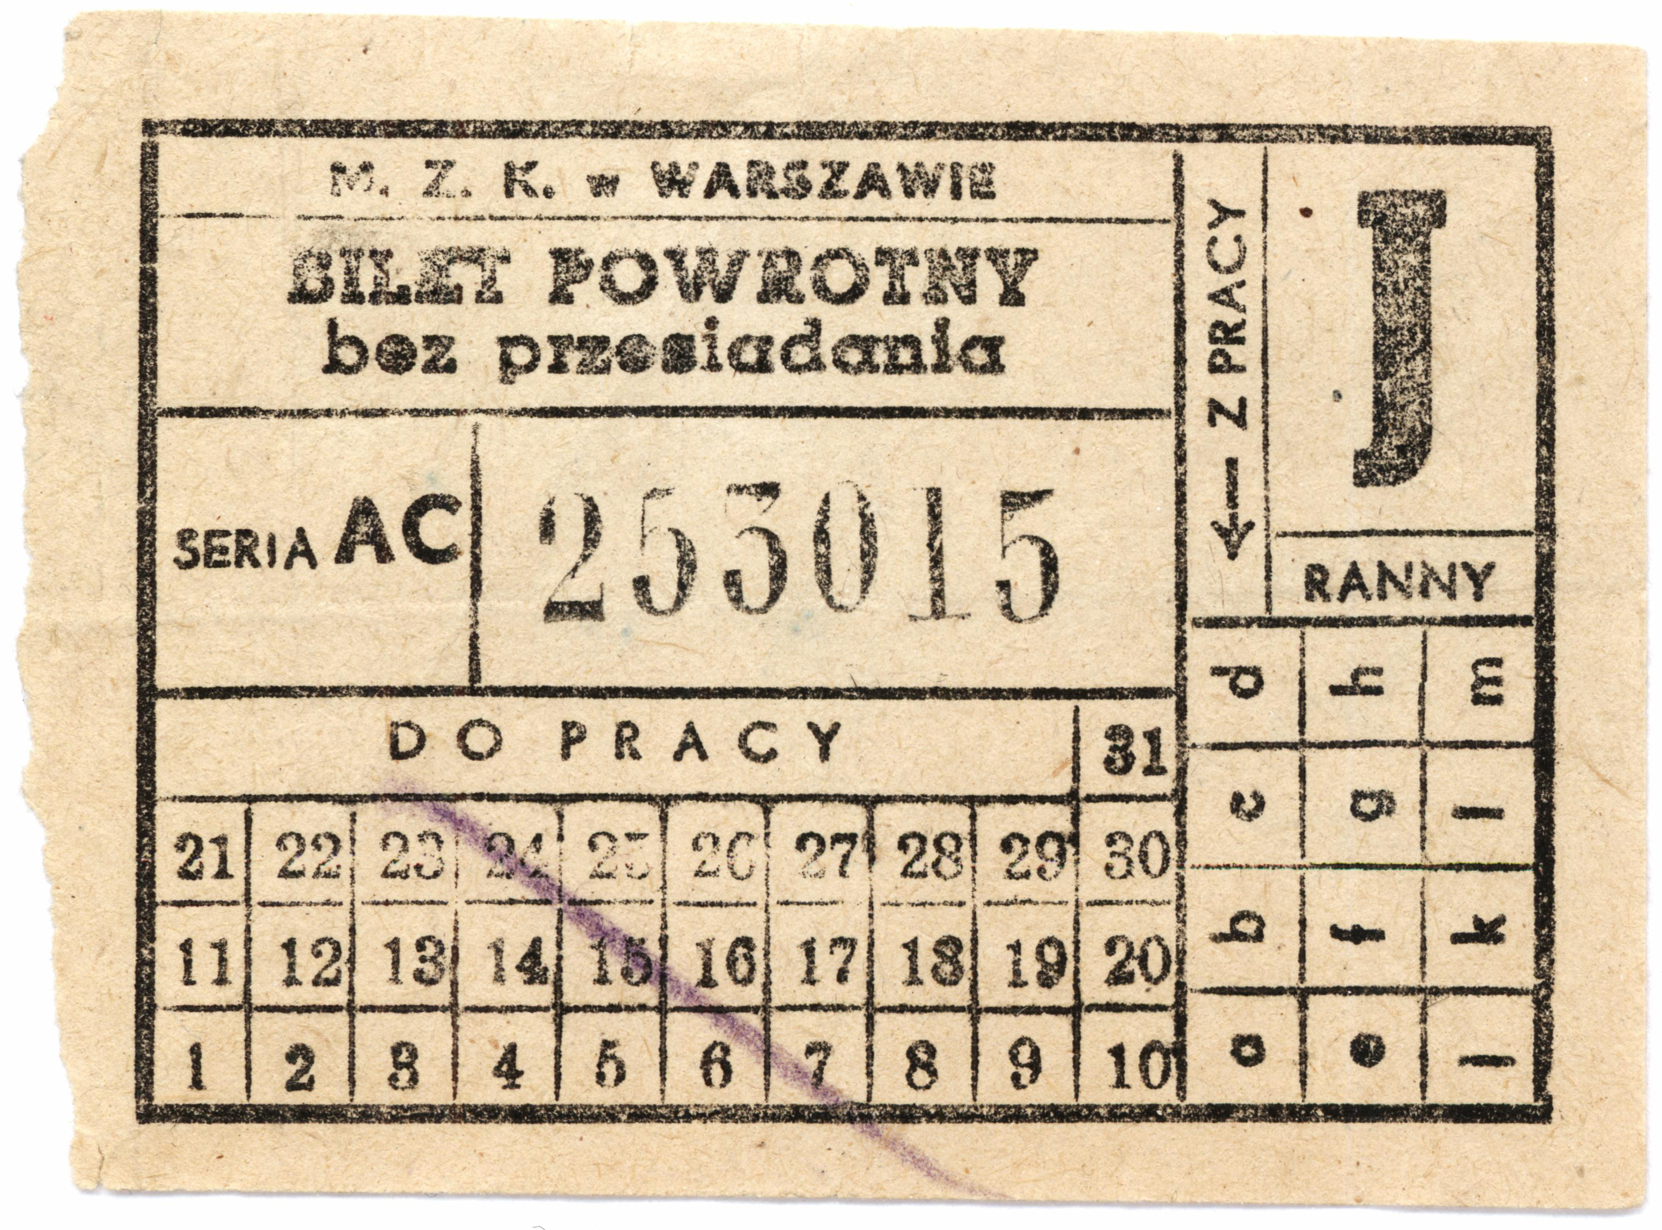 M. Z. K. w WARSZAWIE
BILET POWROTNY
bez przesiadania
SERIA AC
253015
DO PRACY 31
21 22 23 24 25 26 27 28 29 30
11 12 13 14 15 16 17 18 19 20
1 2 3 4 5 6 7 8 9 10
← Z PRACY
J
RANNY
d h m
c g l
b f k
a e I